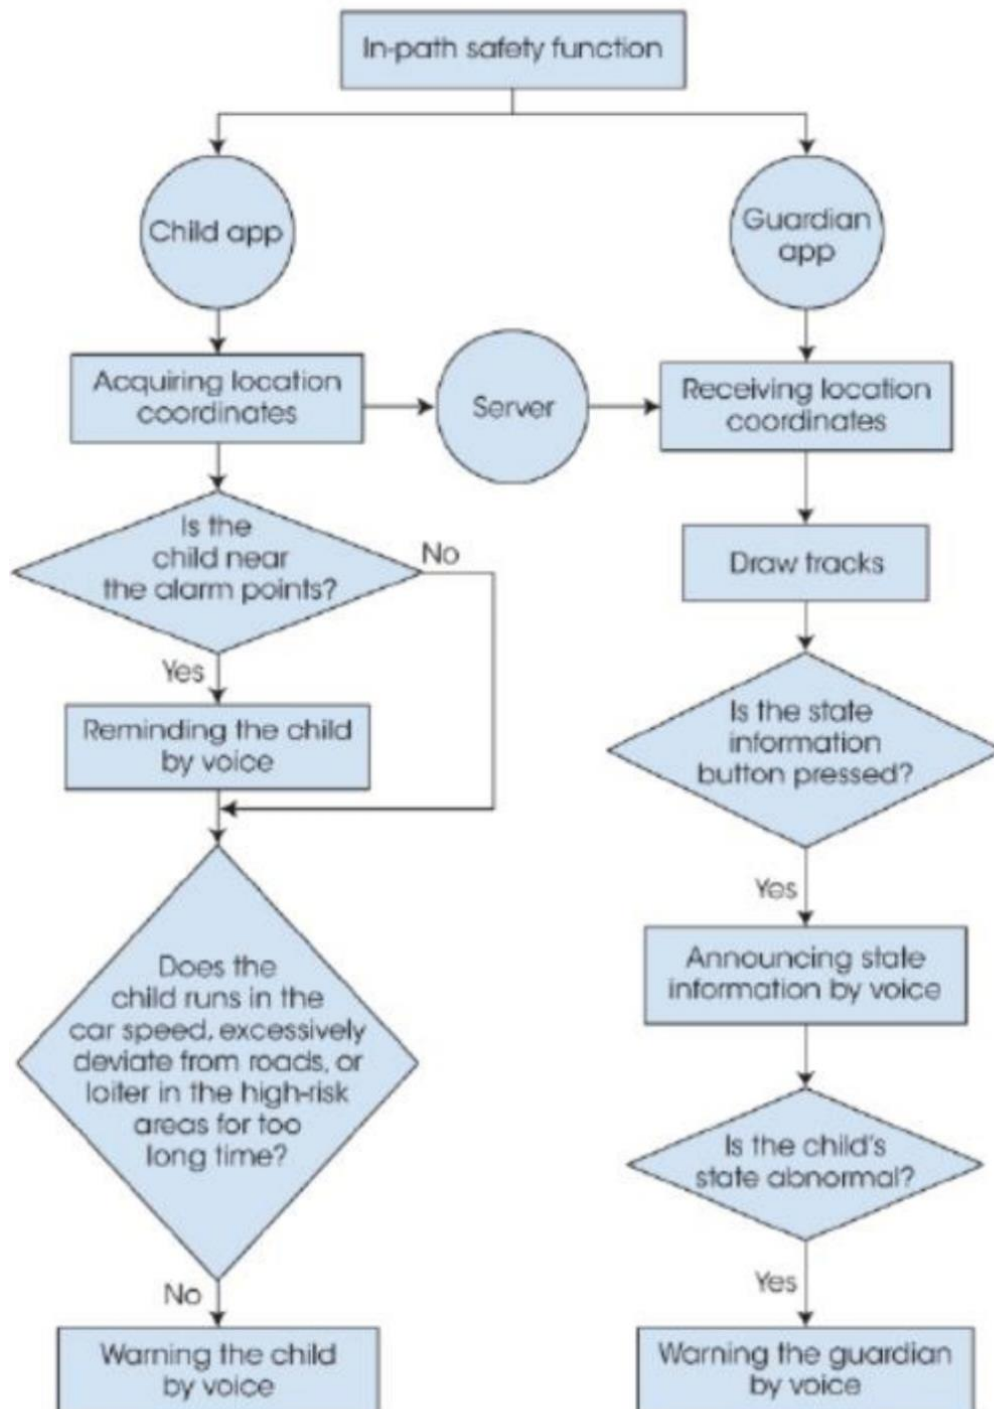 In-path safety function
Child app
Guardian
app
Acquiring location
coordinates
Server
Receiving location
coordinates
Is the
child near
the alarm points?
No
Draw tracks
Yes
Reminding the child
by voice
Is the state
information
button pressed?
Yes
Does the
child runs in the
car speed, excessively
deviate from roads, or
loiter in the high-risk
areas for too
long time?
Announcing state
information by voice
Is the child's
state abnormal?
No
Yes
Warning the child
by voice
Warning the guardian
by voice